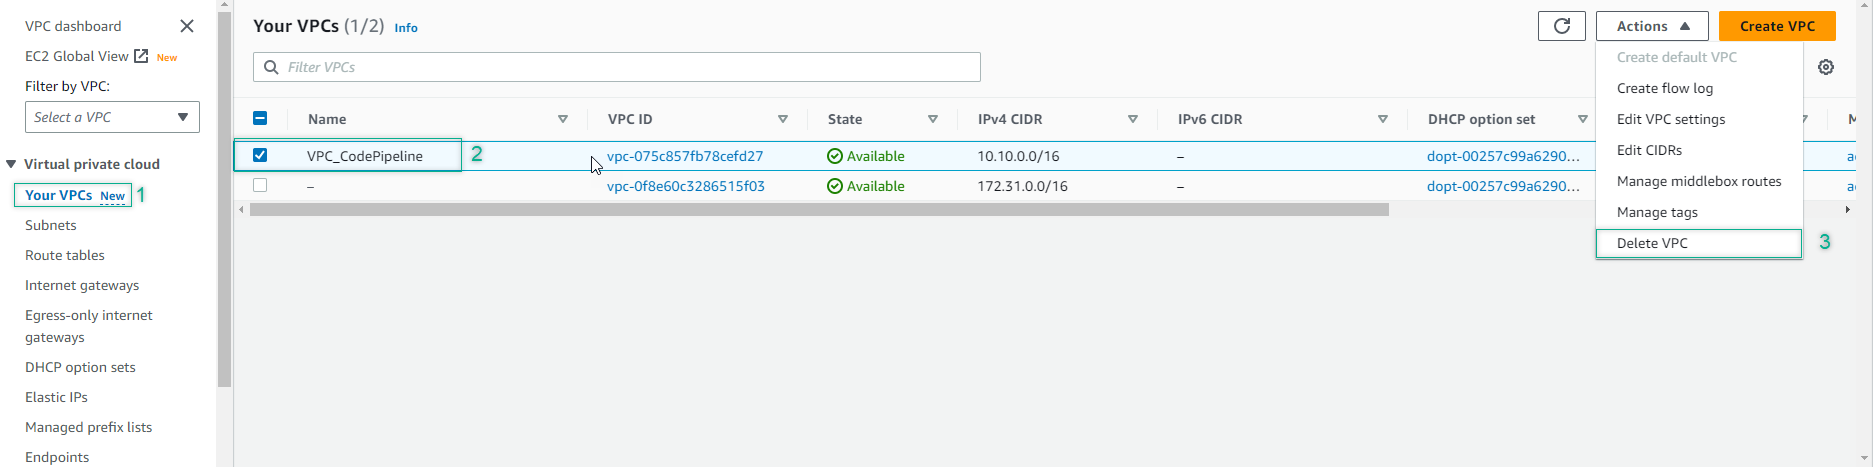 VPC dashboard
EC2 Global View New
Filter by VPC:
Select a VPC
Virtual private cloud
Your VPCs New 1
Subnets
Route tables
Internet gateways
Egress-only internet
gateways
DHCP option sets
Elastic IPs
Managed prefix lists
Endpoints
Your VPCs (1/2) Info
Actions
Create VPC
Filter VPCs
Name VPC ID State IPv4 CIDR IPv6 CIDR DHCP option set M
VPC_CodePipeline 2 vpc-075c857fb78cefd27 Available 10.10.0.0/16 – dopt-00257c99a6290...
– vpc-0f8e60c3286515f03 Available 172.31.0.0/16 – dopt-00257c99a6290...
Create default VPC
Create flow log
Edit VPC settings
Edit CIDRs
Manage middlebox routes
Manage tags
Delete VPC 3